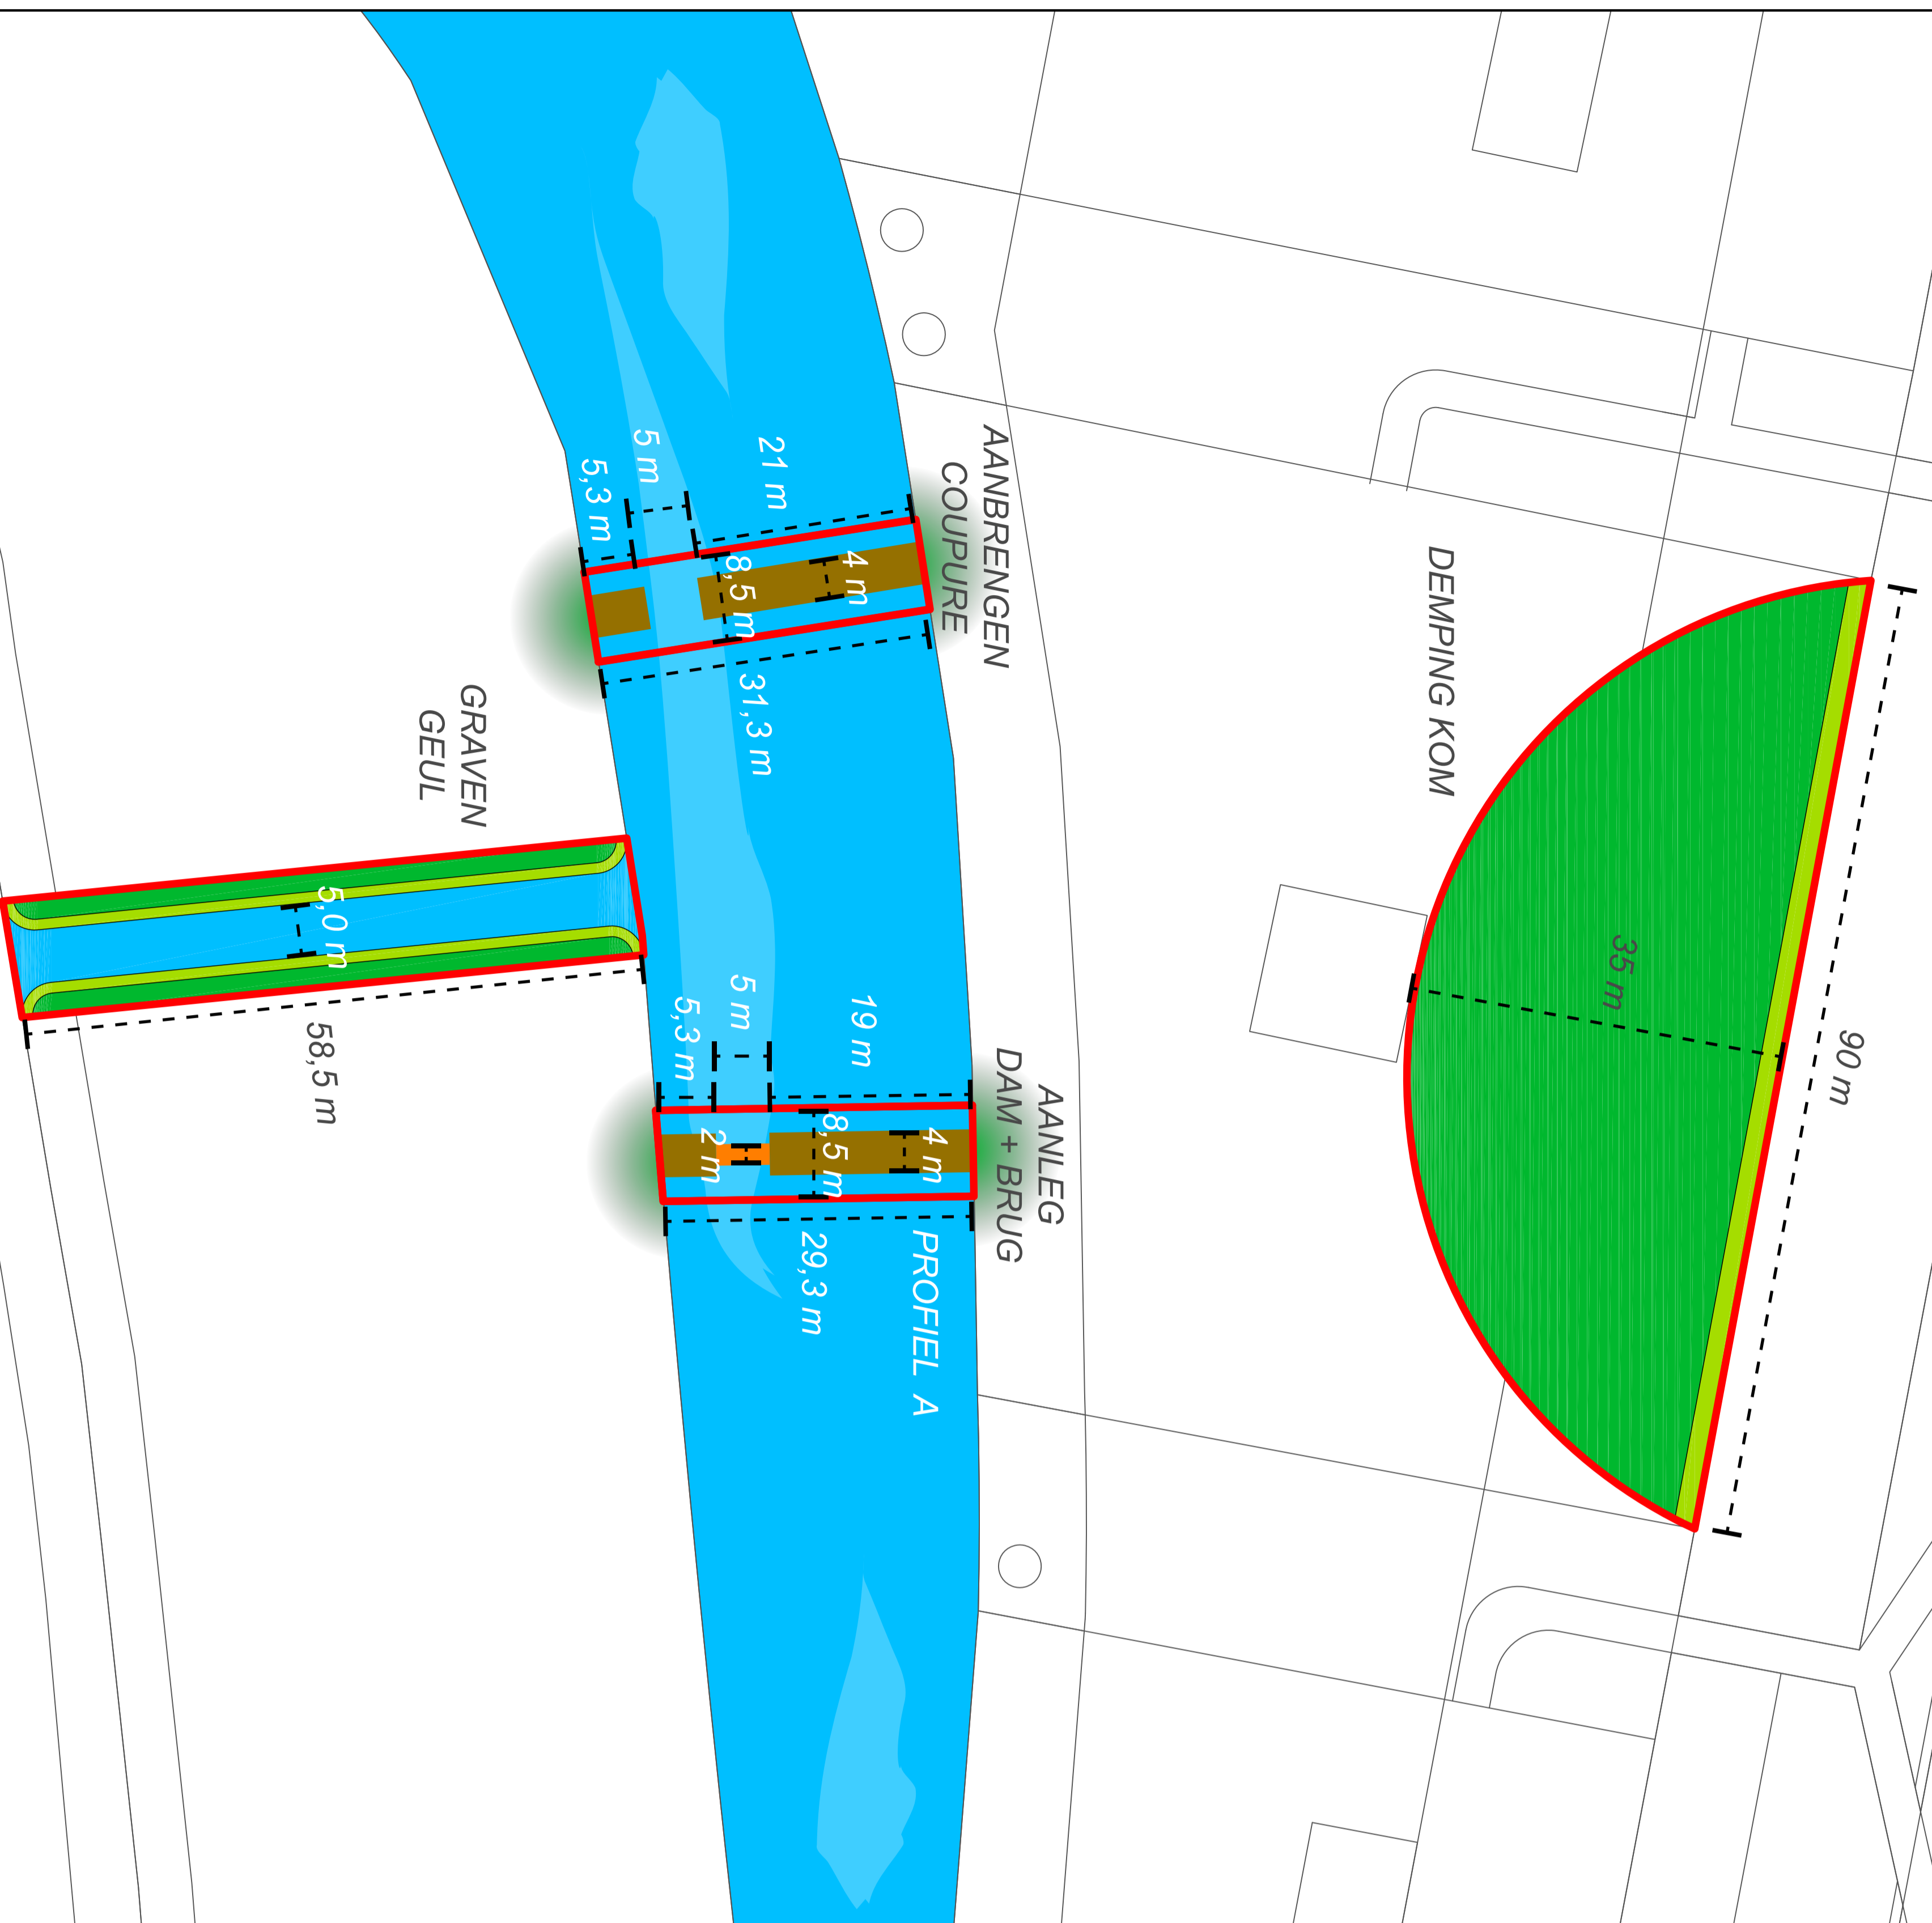 AANBRENGEN
COUPURE
21 m
5 m
5,3 m
4 m
8,5 m
31,3 m
DEMPING KOM
35 m
90 m
GRAVEN
GEUL
5,0 m
58,5 m
AANLEG
DAM + BRUG
19 m
5 m
5,3 m
4 m
8,5 m
2 m
29,3 m
PROFIEL A